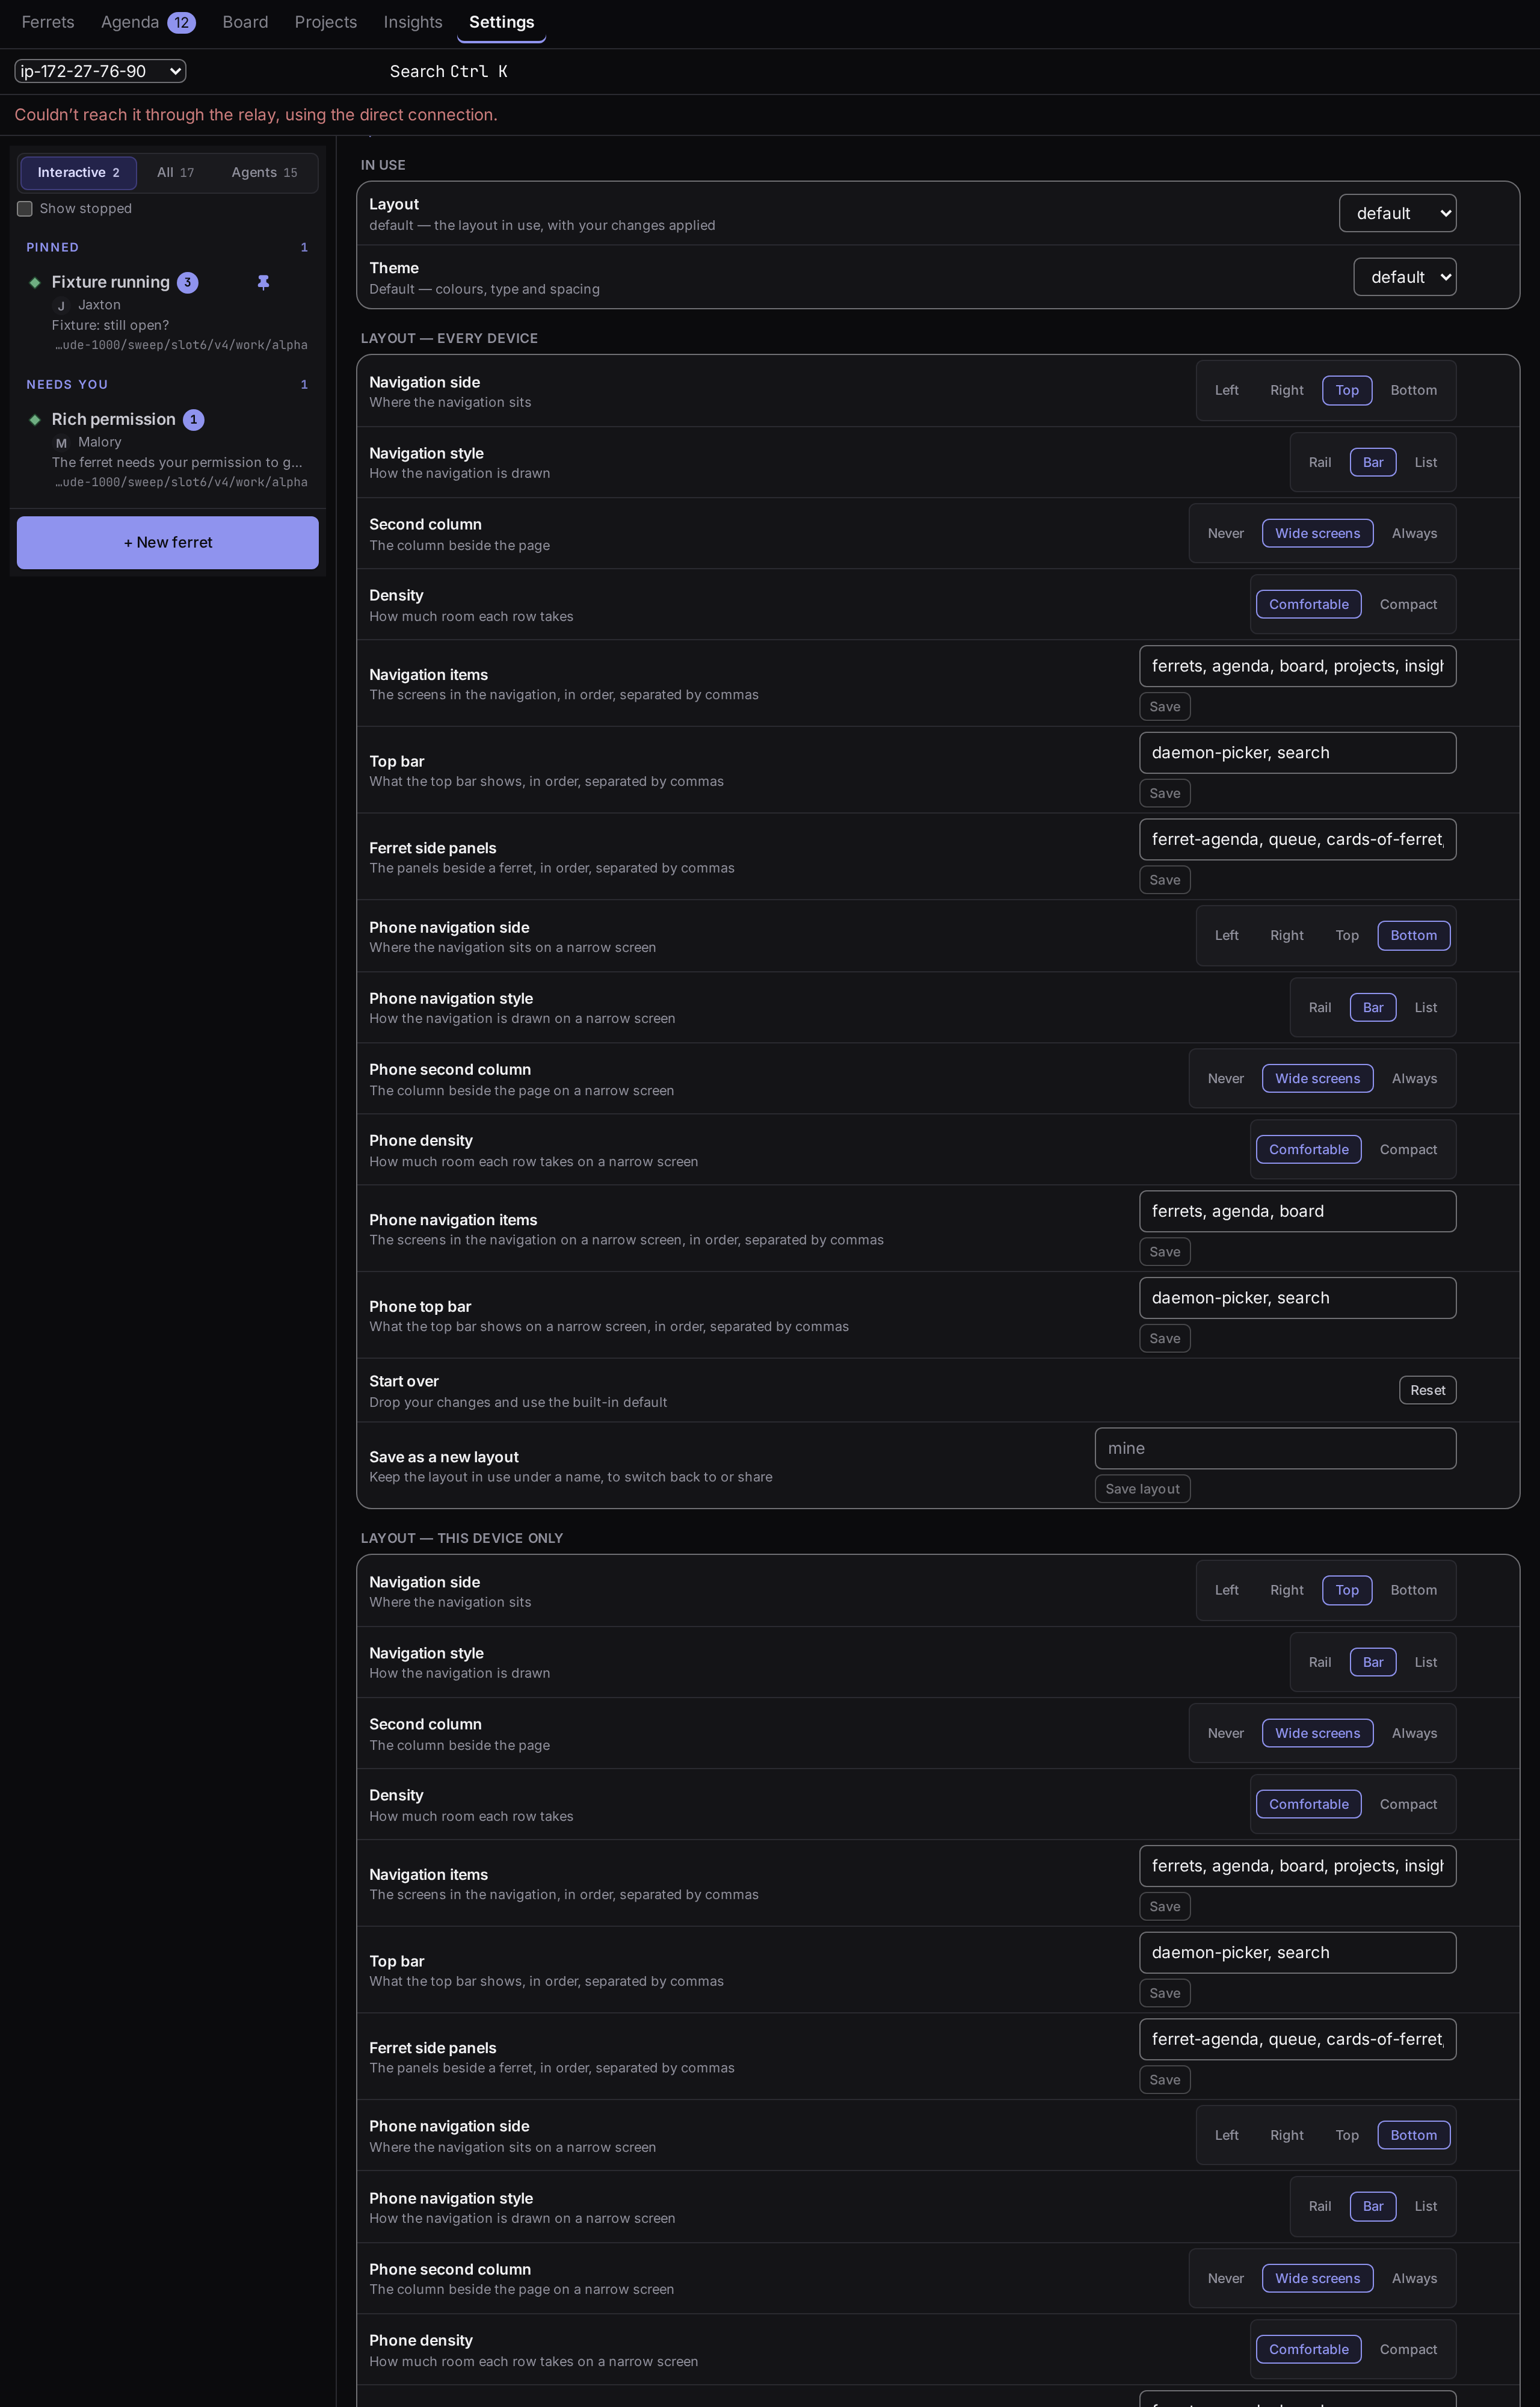 Ferrets Agenda 12 Board Projects Insights Settings
ip-172-27-76-90 Search Ctrl K
Couldn’t reach it through the relay, using the direct connection.
Interactive 2 All 17 Agents 15
Show stopped
PINNED 1
Fixture running 3
J Jaxton
Fixture: still open?
…ude-1000/sweep/slot6/v4/work/alpha
NEEDS YOU 1
Rich permission 1
M Malory
The ferret needs your permission to g…
…ude-1000/sweep/slot6/v4/work/alpha
+ New ferret
IN USE
Layout
default — the layout in use, with your changes applied
default
Theme
Default — colours, type and spacing
default
LAYOUT — EVERY DEVICE
Navigation side
Where the navigation sits
Left Right Top Bottom
Navigation style
How the navigation is drawn
Rail Bar List
Second column
The column beside the page
Never Wide screens Always
Density
How much room each row takes
Comfortable Compact
Navigation items
The screens in the navigation, in order, separated by commas
ferrets, agenda, board, projects, insigh
Save
Top bar
What the top bar shows, in order, separated by commas
daemon-picker, search
Save
Ferret side panels
The panels beside a ferret, in order, separated by commas
ferret-agenda, queue, cards-of-ferret,
Save
Phone navigation side
Where the navigation sits on a narrow screen
Left Right Top Bottom
Phone navigation style
How the navigation is drawn on a narrow screen
Rail Bar List
Phone second column
The column beside the page on a narrow screen
Never Wide screens Always
Phone density
How much room each row takes on a narrow screen
Comfortable Compact
Phone navigation items
The screens in the navigation on a narrow screen, in order, separated by commas
ferrets, agenda, board
Save
Phone top bar
What the top bar shows on a narrow screen, in order, separated by commas
daemon-picker, search
Save
Start over
Drop your changes and use the built-in default
Reset
Save as a new layout
Keep the layout in use under a name, to switch back to or share
mine
Save layout
LAYOUT — THIS DEVICE ONLY
Navigation side
Where the navigation sits
Left Right Top Bottom
Navigation style
How the navigation is drawn
Rail Bar List
Second column
The column beside the page
Never Wide screens Always
Density
How much room each row takes
Comfortable Compact
Navigation items
The screens in the navigation, in order, separated by commas
ferrets, agenda, board, projects, insigh
Save
Top bar
What the top bar shows, in order, separated by commas
daemon-picker, search
Save
Ferret side panels
The panels beside a ferret, in order, separated by commas
ferret-agenda, queue, cards-of-ferret,
Save
Phone navigation side
Where the navigation sits on a narrow screen
Left Right Top Bottom
Phone navigation style
How the navigation is drawn on a narrow screen
Rail Bar List
Phone second column
The column beside the page on a narrow screen
Never Wide screens Always
Phone density
How much room each row takes on a narrow screen
Comfortable Compact